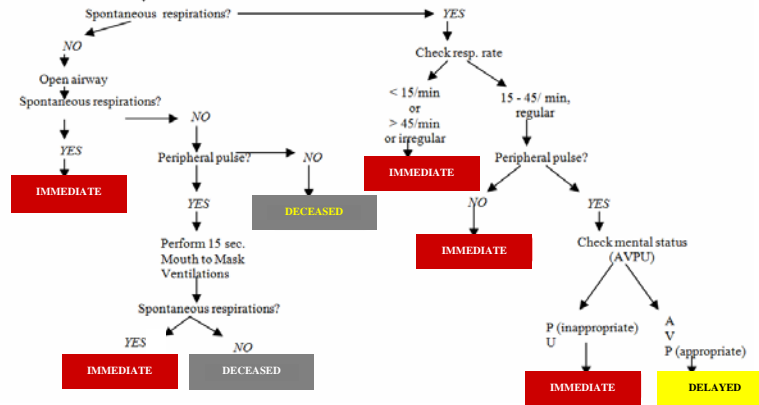 Spontaneous respirations?
YES
NO
Check resp. rate
Open airway
Spontaneous respirations?
< 15/min
or
> 45/min
or irregular
15 - 45/ min,
regular
NO
YES
Peripheral pulse?
NO
Peripheral pulse?
IMMEDIATE
IMMEDIATE
DECEASED
YES
NO
YES
Perform 15 sec.
Mouth to Mask
Ventilations
IMMEDIATE
Check mental status
(AVPU)
Spontaneous respirations?
YES
NO
P (inappropriate)
U
A
V
P (appropriate)
IMMEDIATE
DECEASED
IMMEDIATE
DELAYED